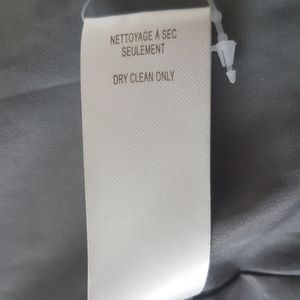 NETTOYAGE À SEC
SEULEMENT
DRY CLEAN ONLY